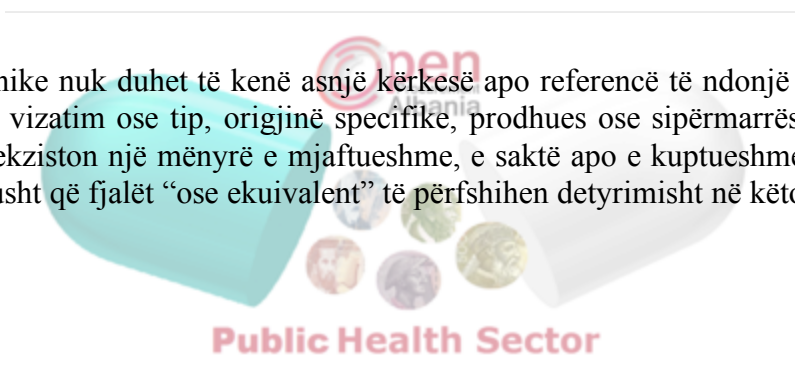 Open
Albania
nike nuk duhet të kenë asnjë kërkesë apo referencë të ndonjë
vizatim ose tip, origjinë specifike, prodhues ose sipërmarrës
ekziston një mënyrë e mjaftueshme, e saktë apo e kuptueshme
usht që fjalët “ose ekuivalent” të përfshihen detyrimisht në këto
Public Health Sector